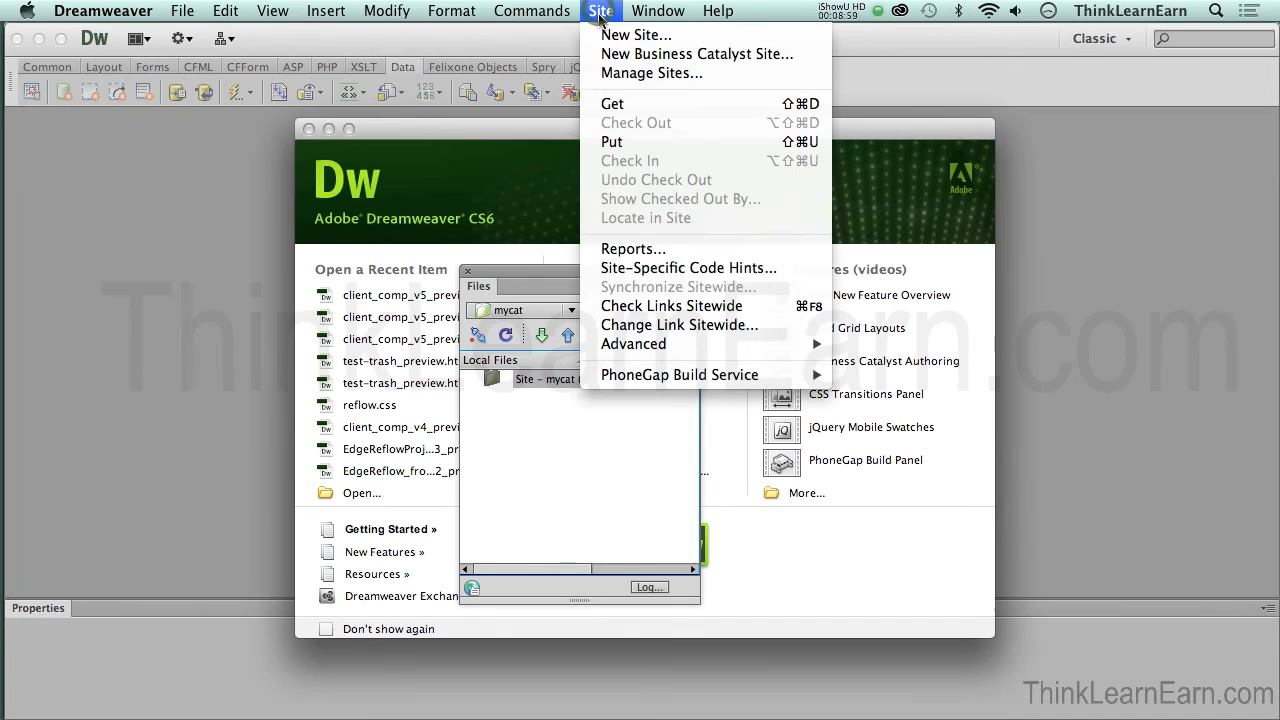 Dreamweaver File Edit View Insert Modify Format Commands Site Window Help iShowU HD 00:08:59 ThinkLearnEarn
Dw Classic
Common Layout Forms CFML CFForm ASP PHP XSLT Data Felixone Objects Spry
New Site...
New Business Catalyst Site...
Manage Sites...
Get ⇧⌘D
Check Out ⌥⇧⌘D
Put ⇧⌘U
Check In ⌥⇧⌘U
Undo Check Out
Show Checked Out By...
Locate in Site
Reports...
Site-Specific Code Hints...
Synchronize Sitewide...
Check Links Sitewide ⌘F8
Change Link Sitewide...
Advanced
PhoneGap Build Service
Dw
Adobe® Dreamweaver® CS6
Adobe
Open a Recent Item
client_comp_v5_previ
client_comp_v5_previ
client_comp_v5_previ
test-trash_preview.ht
test-trash_preview.ht
reflow.css
client_comp_v4_previ
EdgeReflowProj...3_pr
EdgeReflow_fro...2_pr
Open...
Files
mycat
Local Files
Site - mycat
Log...
(videos)
New Feature Overview
Grid Layouts
Catalyst Authoring
CSS Transitions Panel
jQuery Mobile Swatches
PhoneGap Build Panel
More...
Getting Started »
New Features »
Resources »
Dreamweaver Exchan
Don't show again
Properties
ThinkLearnEarn.com
ThinkLearnEarn.com